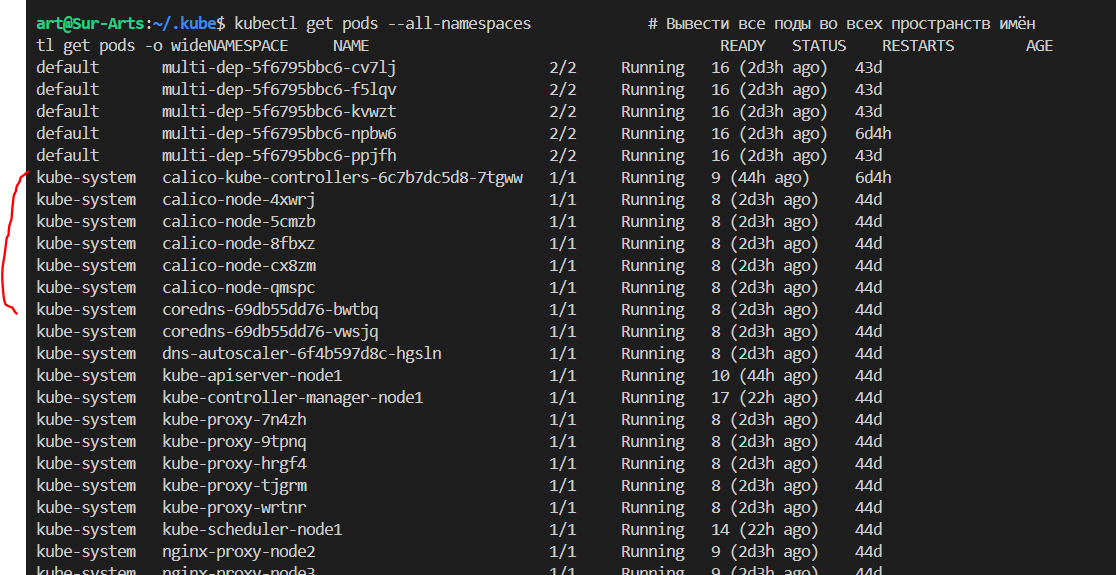 art@Sur-Arts:~/.kube$ kubectl get pods --all-namespaces # Вывести все поды во всех пространств имён
tl get pods -o wideNAMESPACE NAME READY STATUS RESTARTS AGE
default multi-dep-5f6795bbc6-cv7lj 2/2 Running 16 (2d3h ago) 43d
default multi-dep-5f6795bbc6-f5lqv 2/2 Running 16 (2d3h ago) 43d
default multi-dep-5f6795bbc6-kvwzt 2/2 Running 16 (2d3h ago) 43d
default multi-dep-5f6795bbc6-npbw6 2/2 Running 16 (2d3h ago) 6d4h
default multi-dep-5f6795bbc6-ppjfh 2/2 Running 16 (2d3h ago) 43d
kube-system calico-kube-controllers-6c7b7dc5d8-7tgww 1/1 Running 9 (44h ago) 6d4h
kube-system calico-node-4xwrj 1/1 Running 8 (2d3h ago) 44d
kube-system calico-node-5cmzb 1/1 Running 8 (2d3h ago) 44d
kube-system calico-node-8fbxz 1/1 Running 8 (2d3h ago) 44d
kube-system calico-node-cx8zm 1/1 Running 8 (2d3h ago) 44d
kube-system calico-node-qmspc 1/1 Running 8 (2d3h ago) 44d
kube-system coredns-69db55dd76-bwtbq 1/1 Running 8 (2d3h ago) 44d
kube-system coredns-69db55dd76-vwsjq 1/1 Running 8 (2d3h ago) 44d
kube-system dns-autoscaler-6f4b597d8c-hgsln 1/1 Running 8 (2d3h ago) 44d
kube-system kube-apiserver-node1 1/1 Running 10 (44h ago) 44d
kube-system kube-controller-manager-node1 1/1 Running 17 (22h ago) 44d
kube-system kube-proxy-7n4zh 1/1 Running 8 (2d3h ago) 44d
kube-system kube-proxy-9tpnq 1/1 Running 8 (2d3h ago) 44d
kube-system kube-proxy-hrgf4 1/1 Running 8 (2d3h ago) 44d
kube-system kube-proxy-tjgrm 1/1 Running 8 (2d3h ago) 44d
kube-system kube-proxy-wrtnr 1/1 Running 8 (2d3h ago) 44d
kube-system kube-scheduler-node1 1/1 Running 14 (22h ago) 44d
kube-system nginx-proxy-node2 1/1 Running 9 (2d3h ago) 44d
kube-system nginx-proxy-node3 1/1 Running 9 (2d3h ago) 44d